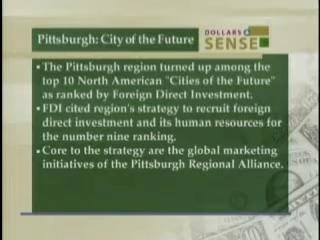 Pittsburgh: City of the Future
DOLLARS &
SENSE
• The Pittsburgh region turned up among the
top 10 North American "Cities of the Future"
as ranked by Foreign Direct Investment.
• FDI cited region's strategy to recruit foreign
direct investment and its human resources for
the number nine ranking.
• Core to the strategy are the global marketing
initiatives of the Pittsburgh Regional Alliance.